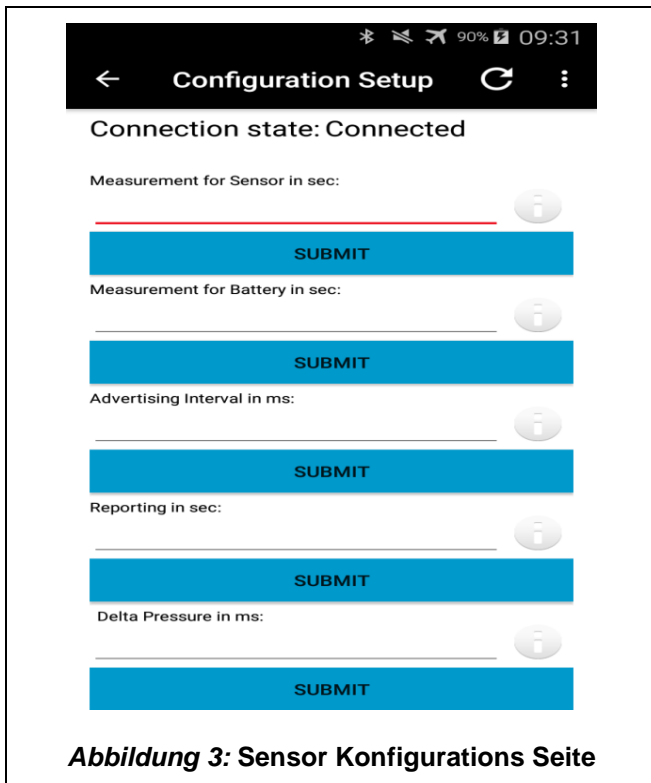 90% 09:31
Configuration Setup
Connection state: Connected
Measurement for Sensor in sec:
SUBMIT
Measurement for Battery in sec:
SUBMIT
Advertising Interval in ms:
SUBMIT
Reporting in sec:
SUBMIT
Delta Pressure in ms:
SUBMIT
Abbildung 3: Sensor Konfigurations Seite